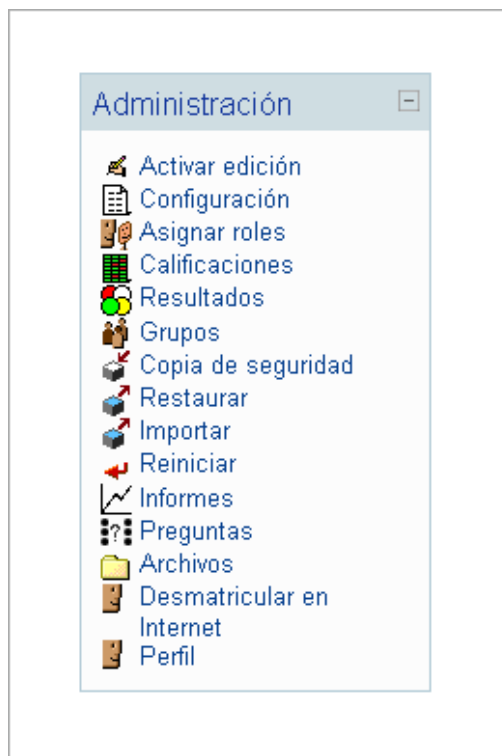 Administración
Activar edición
Configuración
Asignar roles
Calificaciones
Resultados
Grupos
Copia de seguridad
Restaurar
Importar
Reiniciar
Informes
Preguntas
Archivos
Desmatricular en
Internet
Perfil